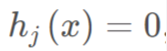 h_j(x) = 0